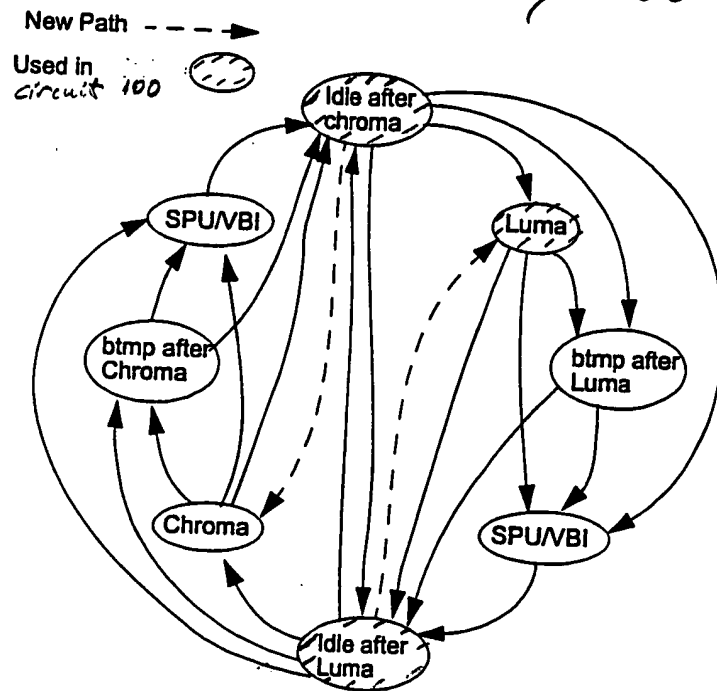 New Path
Used in
circuit 100
Idle after
chroma
SPU/VBI
Luma
btmp after
Chroma
btmp after
Luma
Chroma
SPU/VBI
Idle after
Luma